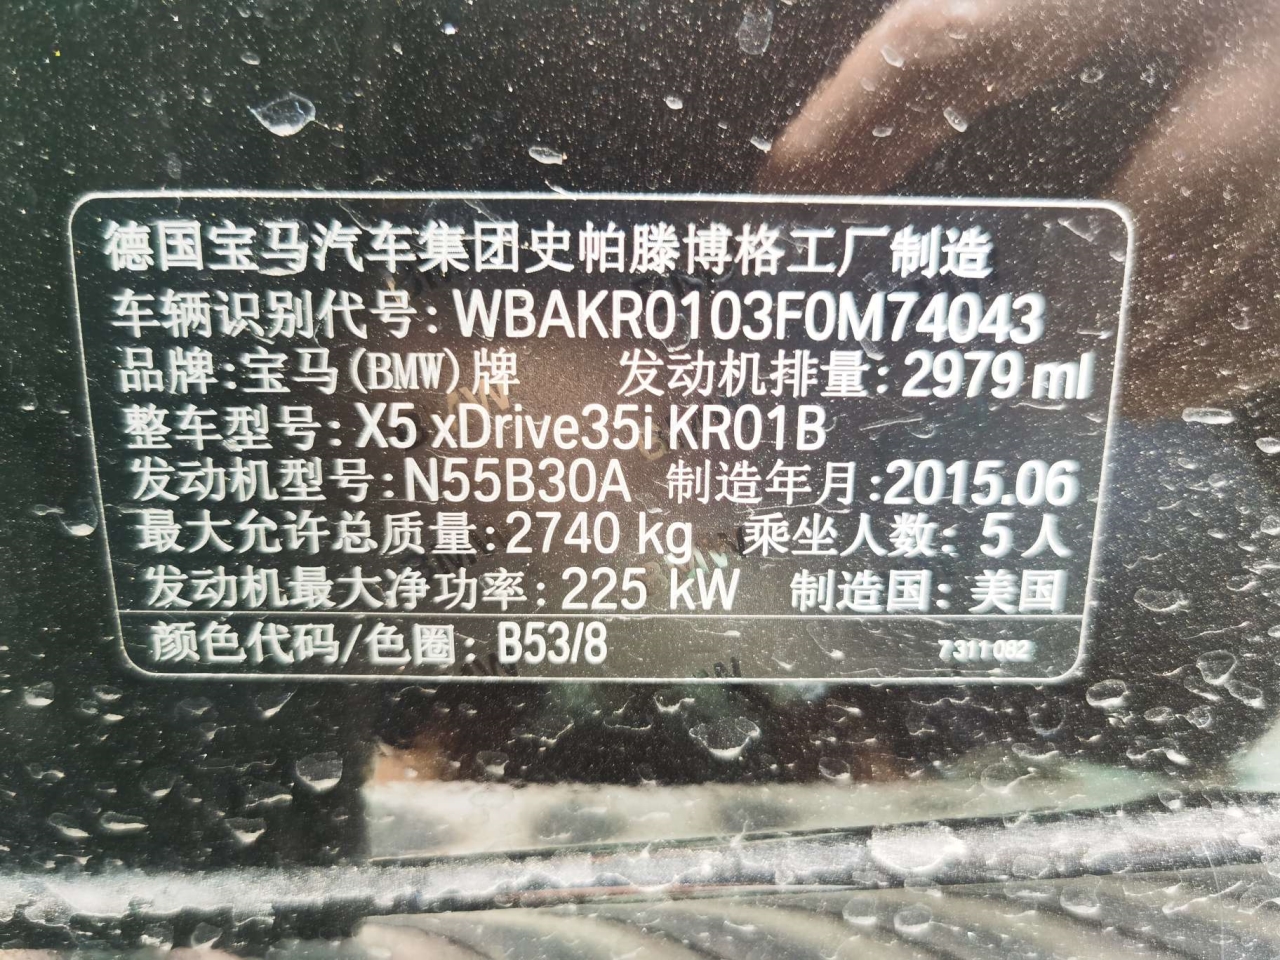 德国宝马汽车集团史帕滕博格工厂制造
车辆识别代号: WBAKR0103F0M74043
品牌:宝马(BMW)牌 发动机排量: 2979 ml
整车型号: X5 xDrive35i KR01B
发动机型号:N55B30A 制造年月:2015.06
最大允许总质量:2740 kg 乘坐人数: 5人
发动机最大净功率: 225 kW 制造国: 美国
颜色代码/色圈: B53/8 7311082